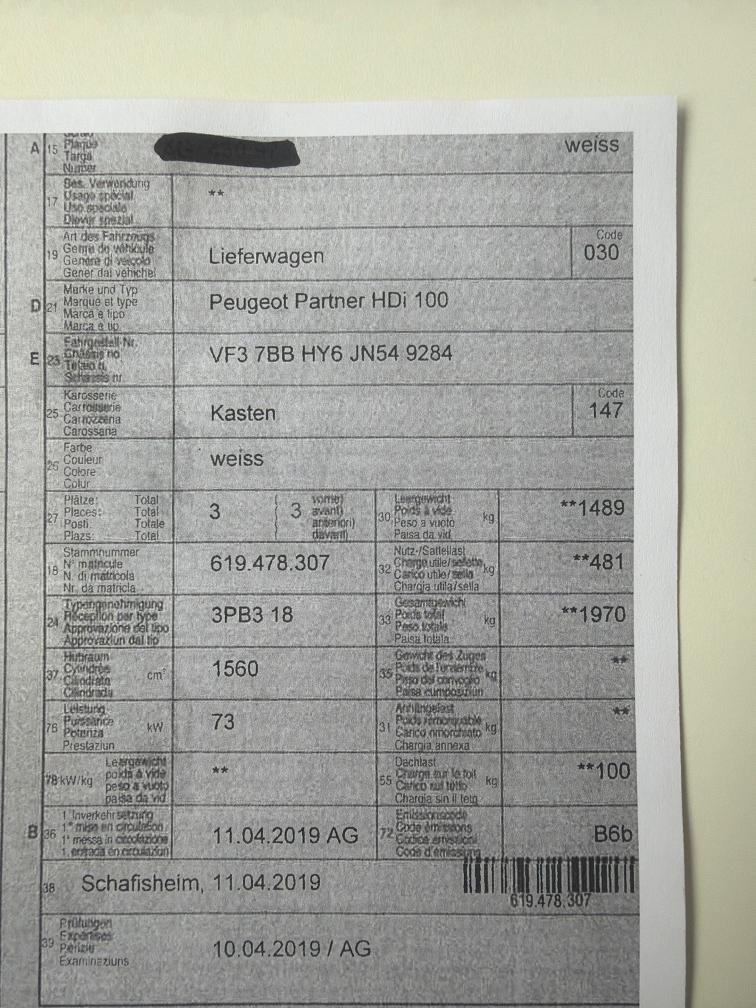 A 15 Plaque weiss
Targa
Numer
17 Bes. Verwendung **
Usage spécial
Uso speciale
Diever spezial
19 Art des Fahrzeugs Lieferwagen Code 030
Genre de véhicule
Genere di veicolo
Gener dal vehichel
D 21 Marke und Typ Peugeot Partner HDi 100
Marque et type
Marca e tipo
Marca e tip
E 23 Fahrgestell-Nr. VF3 7BB HY6 JN54 9284
Châssis no
Telaio n.
Schassis nr.
25 Karosserie Kasten Code 147
Carrosserie
Carrozzeria
Carossaria
26 Farbe weiss
Couleur
Colore
Colur
27 Plätze: Total 3 ( 3 vorne) 30 Leergewicht kg **1489
Places: Total avant) Poids à vide
Posti: Totale anteriori) Peso a vuoto
Plazs: Total davant) Paisa da vid
18 Stammnummer 619.478.307 32 Nutz-/Sattellast kg **481
N° matricule Charge utile/sellette
N. di matricola Carico utile/sella
Nr. da matricla Chargia utila/sella
24 Typengenehmigung 3PB3 18 33 Gesamtgewicht kg **1970
Réception par type Poids total
Approvazione del tipo Peso totale
Approvaziun dal tip Paisa totala
37 Hubraum cm³ 1560 35 Gewicht des Zuges kg **
Cylindrée Poids de l'ensemble
Cilindrata Peso del convoglio
Cilindrada Paisa cumposiziun
76 Leistung kW 73 31 Anhängelast kg **
Puissance Poids remorquable
Potenza Carico rimorchiato
Prestaziun Chargia annexa
78 kW/kg Leergewicht ** 55 Dachlast kg **100
poids à vide Charge sur le toit
peso a vuoto Carico sul tetto
paisa da vid Chargia sin il tetg
B 36 1. Inverkehrsetzung 11.04.2019 AG 72 Emissionscode B6b
1re mise en circulation Code émissions
1a messa in circolazione Codice emissioni
1. entrada en circulaziun Code d'emissiun
38 Schafisheim, 11.04.2019 619.478.307
39 Prüfungen 10.04.2019 / AG
Expertises
Perizie
Examinaziuns